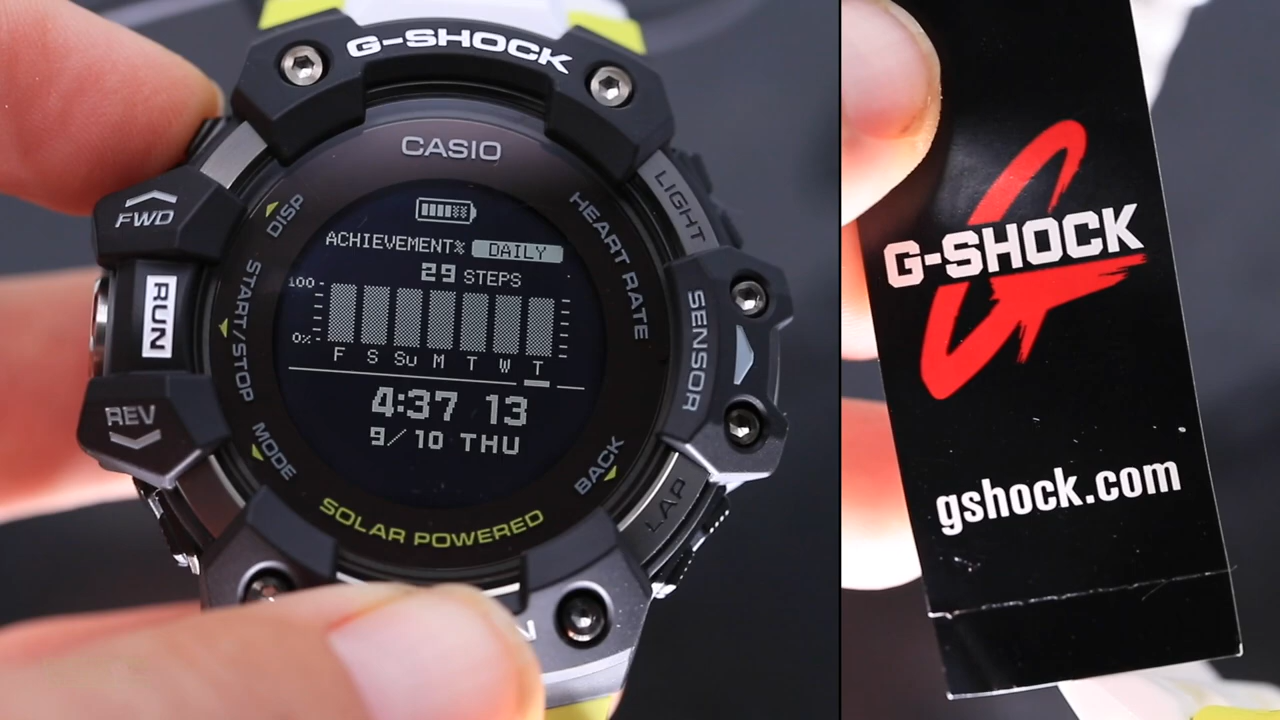 G-SHOCK
CASIO
FWD
DISP
HEART RATE
LIGHT
ACHIEVEMENT% DAILY
29 STEPS
100
0%
F S Su M T W T
4:37 13
9/10 THU
RUN
START/STOP
SENSOR
REV
MODE
BACK
LAP
SOLAR POWERED
G-SHOCK
gshock.com